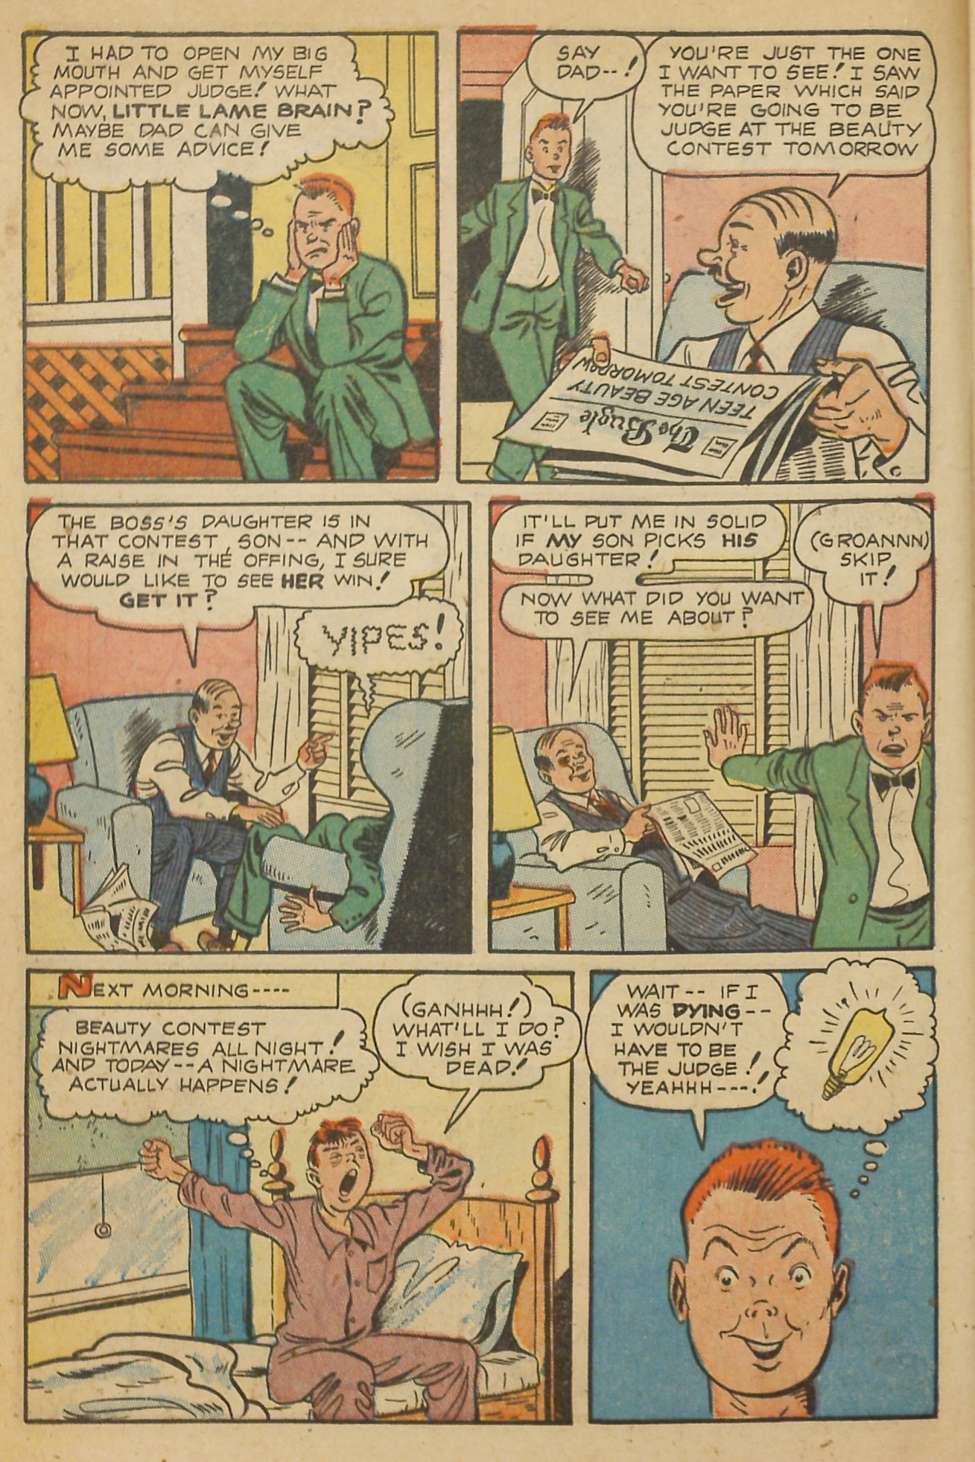 I HAD TO OPEN MY BIG
MOUTH AND GET MYSELF
APPOINTED JUDGE! WHAT
NOW, LITTLE LAME BRAIN?
MAYBE DAD CAN GIVE
ME SOME ADVICE!
SAY
DAD--!
YOU'RE JUST THE ONE
I WANT TO SEE! I SAW
THE PAPER WHICH SAID
YOU'RE GOING TO BE
JUDGE AT THE BEAUTY
CONTEST TOMORROW
The Bugle
TEEN AGE BEAUTY
CONTEST TOMORROW
THE BOSS'S DAUGHTER IS IN
THAT CONTEST, SON-- AND WITH
A RAISE IN THE OFFING, I SURE
WOULD LIKE TO SEE HER WIN!
GET IT?
YIPES!
IT'LL PUT ME IN SOLID
IF MY SON PICKS HIS
DAUGHTER!
NOW WHAT DID YOU WANT
TO SEE ME ABOUT?
(GROANNN)
SKIP
IT!
NEXT MORNING----
BEAUTY CONTEST
NIGHTMARES ALL NIGHT!
AND TODAY--A NIGHTMARE
ACTUALLY HAPPENS!
(GANHHH!)
WHAT'LL I DO?
I WISH I WAS
DEAD!
WAIT-- IF I
WAS DYING--
I WOULDN'T
HAVE TO BE
THE JUDGE!
YEAHHH---!